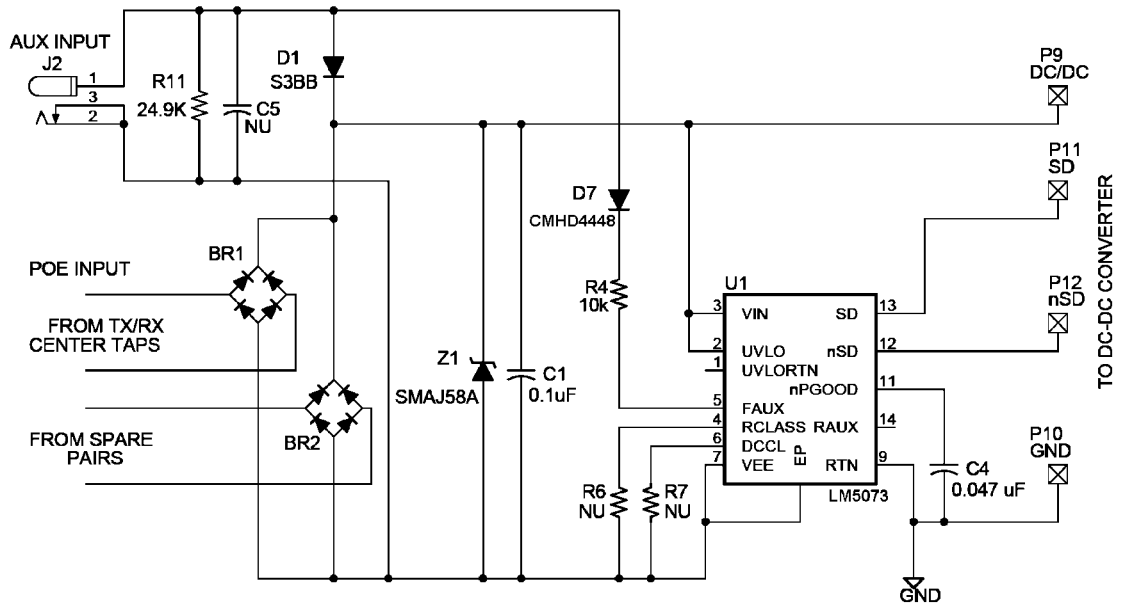 AUX INPUT
J2
1
3
2
R11
24.9K
C5
NU
D1
S3BB
P9
DC/DC
P11
SD
D7
CMHD4448
R4
10k
POE INPUT
BR1
FROM TX/RX
CENTER TAPS
FROM SPARE
PAIRS
BR2
Z1
SMAJ58A
C1
0.1uF
U1
3 VIN SD 13
2 UVLO nSD 12
1 UVLORTN
nPGOOD 11
5 FAUX
4 RCLASS RAUX 14
6 DCCL
7 VEE EP RTN 9
LM5073
R6
NU
R7
NU
P12
nSD
C4
0.047 uF
P10
GND
GND
TO DC-DC CONVERTER